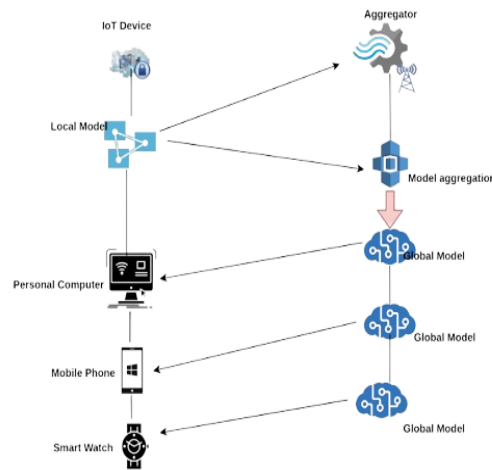 Aggregator
IoT Device
Local Model
Model aggregation
Global Model
Personal Computer
Global Model
Mobile Phone
Global Model
Smart Watch